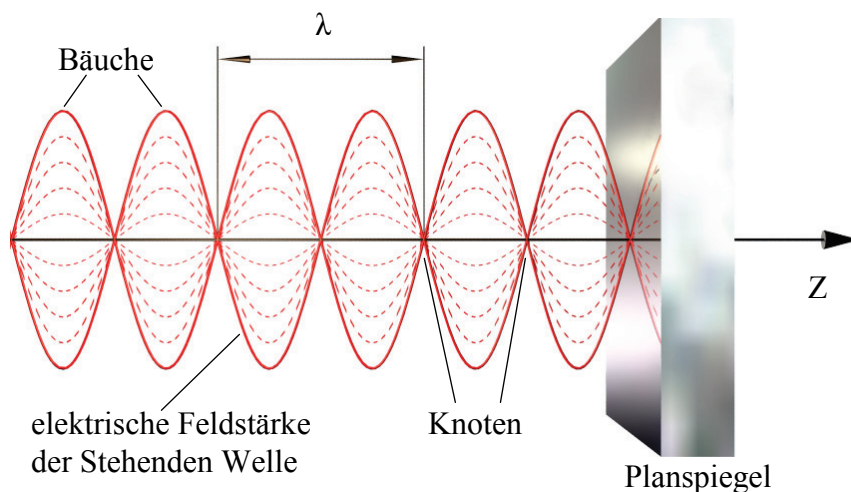 λ
Bäuche
Z
elektrische Feldstärke
der Stehenden Welle
Knoten
Planspiegel